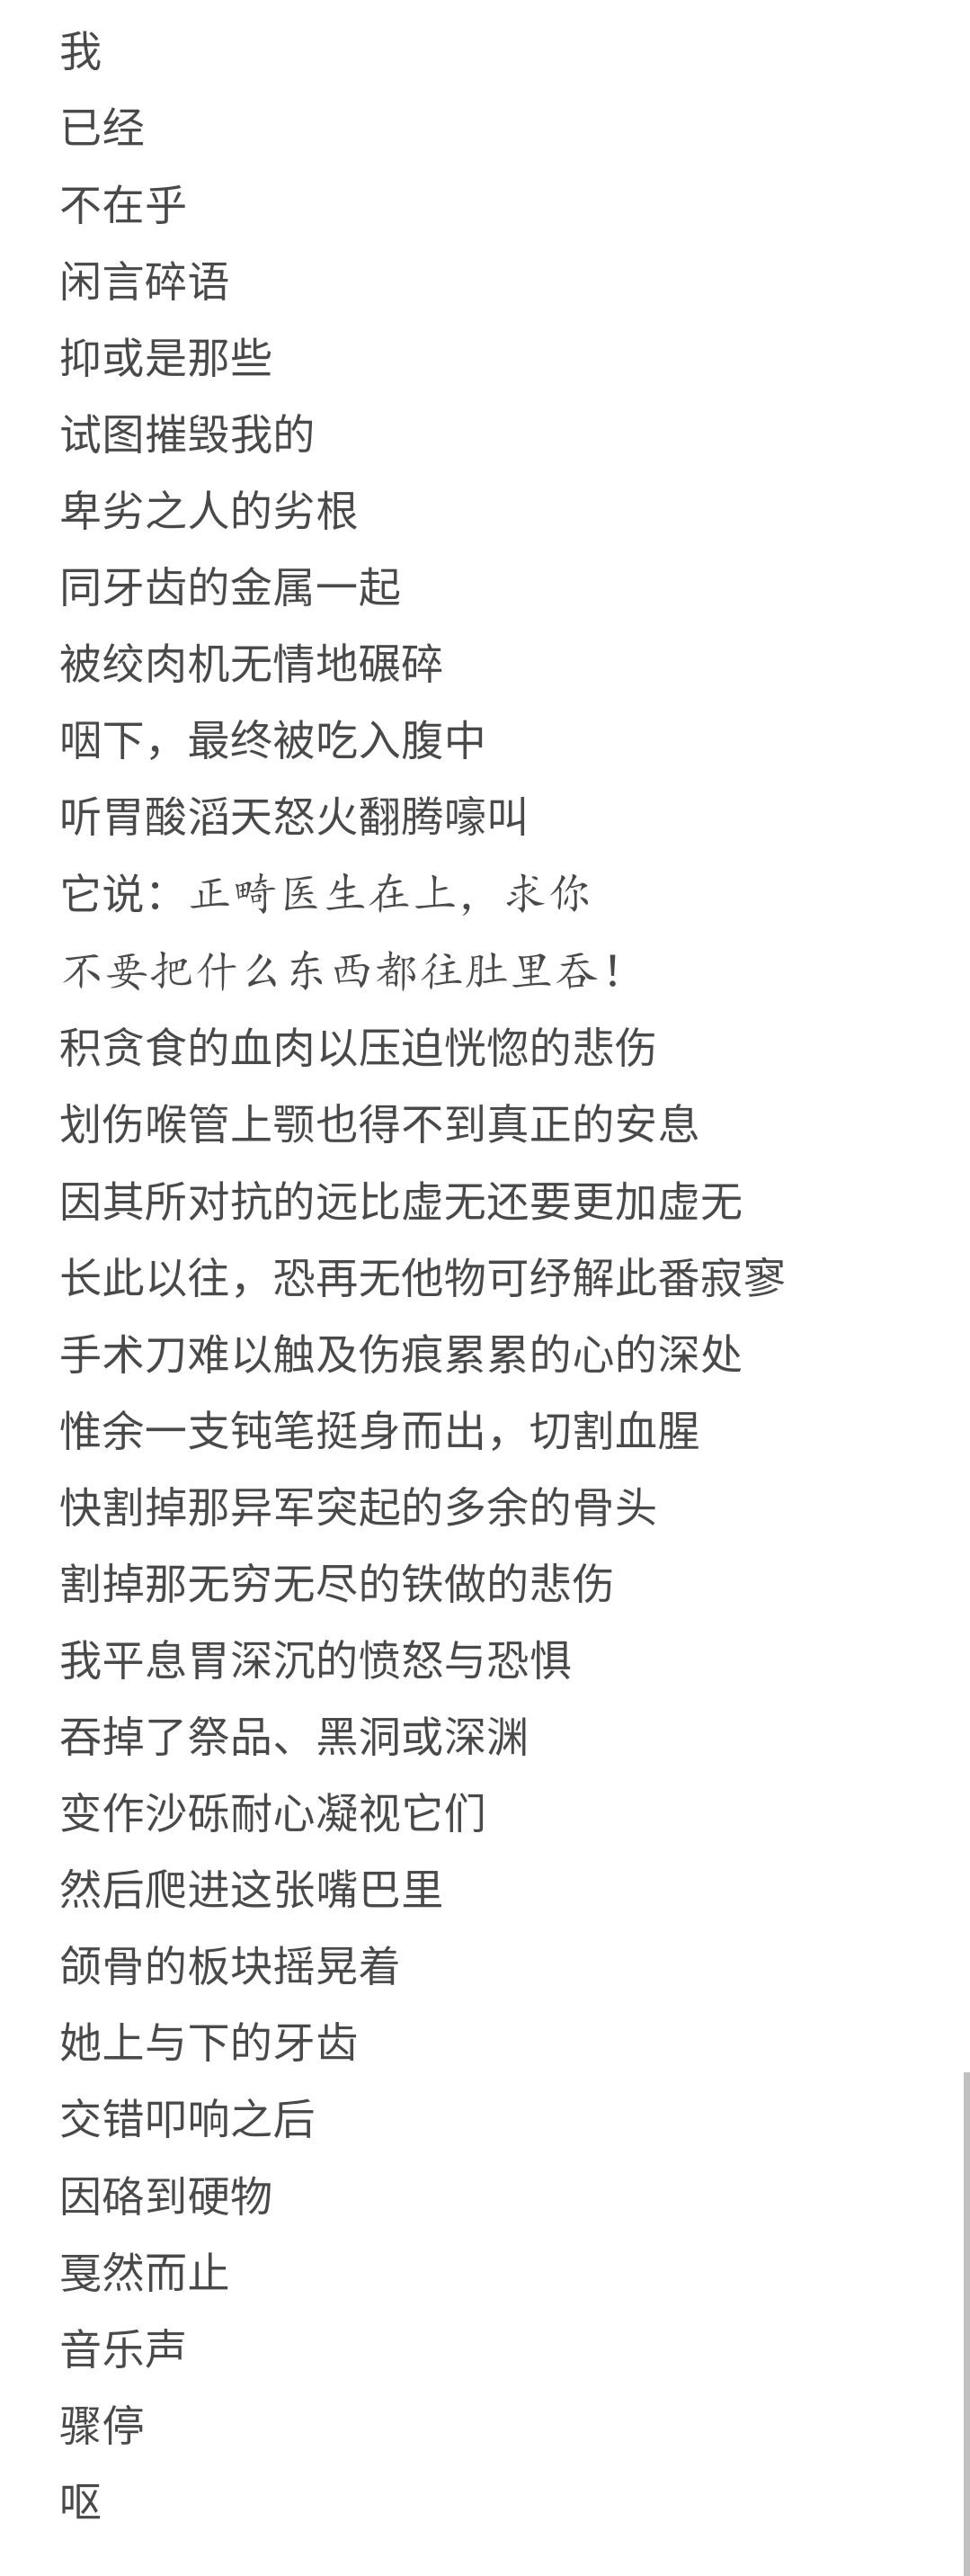 我
已经
不在乎
闲言碎语
抑或是那些
试图摧毁我的
卑劣之人的劣根
同牙齿的金属一起
被绞肉机无情地碾碎
咽下，最终被吃入腹中
听胃酸滔天怒火翻腾嚎叫
它说：正畸医生在上，求你
不要把什么东西都往肚里吞！
积贪食的血肉以压迫恍惚的悲伤
划伤喉管上颚也得不到真正的安息
因其所对抗的远比虚无还要更加虚无
长此以往，恐再无他物可纾解此番寂寥
手术刀难以触及伤痕累累的心的深处
惟余一支钝笔挺身而出，切割血腥
快割掉那异军突起的多余的骨头
割掉那无穷无尽的铁做的悲伤
我平息胃深沉的愤怒与恐惧
吞掉了祭品、黑洞或深渊
变作沙砾耐心凝视它们
然后爬进这张嘴巴里
颌骨的板块摇晃着
她上与下的牙齿
交错叩响之后
因硌到硬物
戛然而止
音乐声
骤停
呕